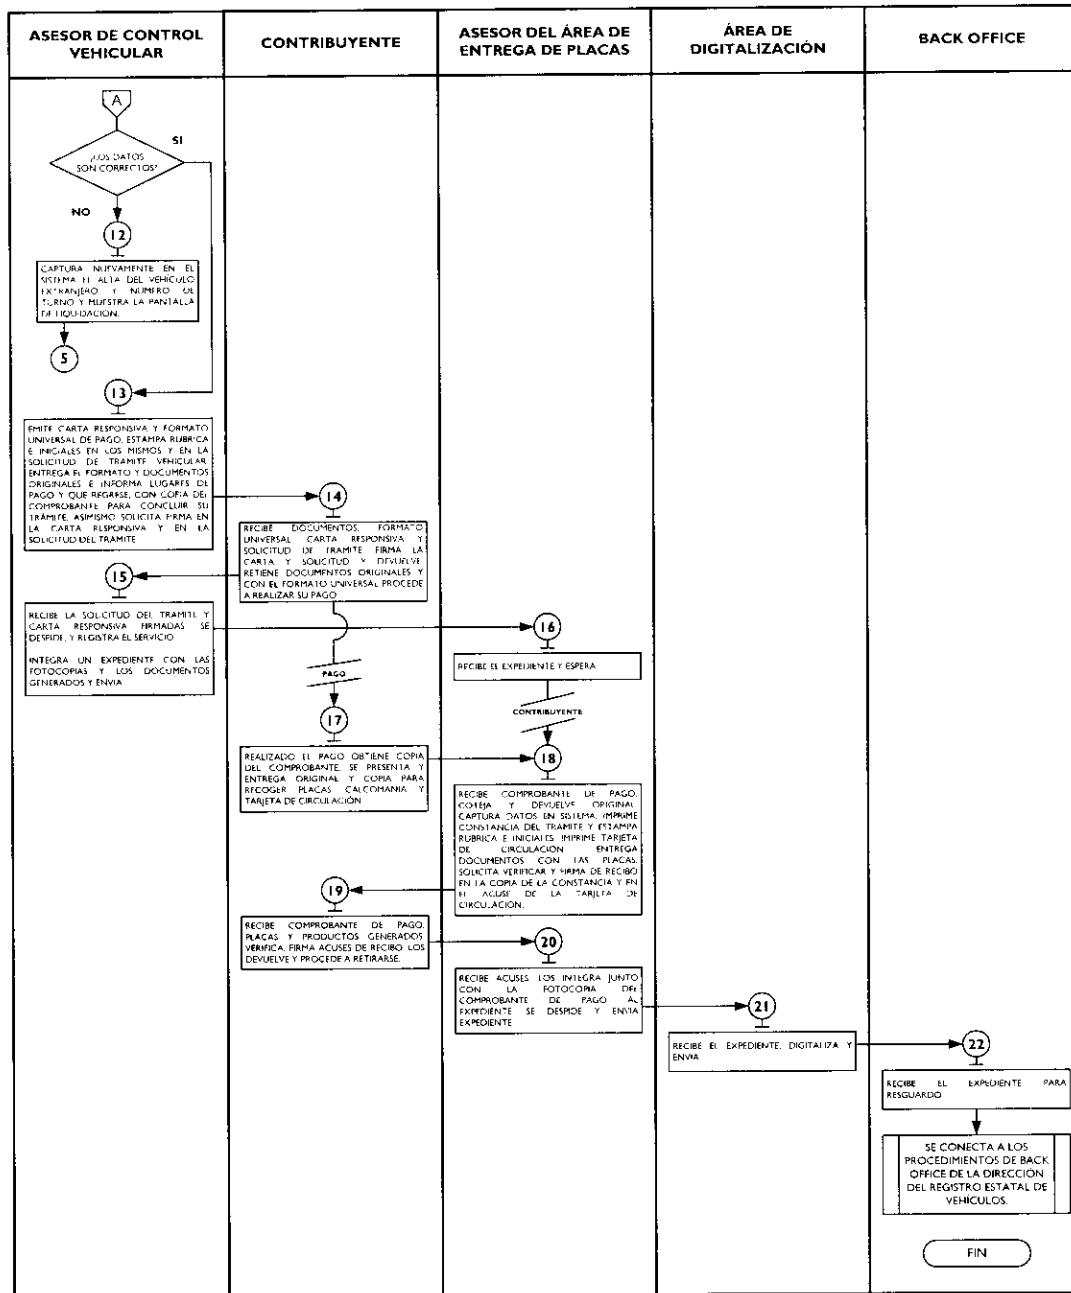 ASESOR DE CONTROL
VEHICULAR
CONTRIBUYENTE
ASESOR DEL ÁREA DE
ENTREGA DE PLACAS
ÁREA DE
DIGITALIZACIÓN
BACK OFFICE
A
¿LOS DATOS
SON CORRECTOS?
SI
NO
12
CAPTURA NUEVAMENTE EN EL
SISTEMA EL ALTA DEL VEHÍCULO
EXTRANJERO Y NUMERO DE
TURNO Y MUESTRA LA PANTALLA
DE LIQUIDACIÓN.
5
13
EMITE CARTA RESPONSIVA Y FORMATO
UNIVERSAL DE PAGO, ESTAMPA RUBRICA
E INICIALES EN LOS MISMOS Y EN LA
SOLICITUD DE TRAMITE VEHICULAR
ENTREGA EL FORMATO Y DOCUMENTOS
ORIGINALES E INFORMA LUGARES DE
PAGO Y QUE REGRESE, CON COPIA DEL
COMPROBANTE PARA CONCLUIR SU
TRÁMITE, ASIMISMO SOLICITA FIRMA EN
LA CARTA RESPONSIVA Y EN LA
SOLICITUD DEL TRAMITE
14
RECIBE DOCUMENTOS, FORMATO
UNIVERSAL CARTA RESPONSIVA Y
SOLICITUD DE TRAMITE FIRMA LA
CARTA Y SOLICITUD Y DEVUELVE
RETIENE DOCUMENTOS ORIGINALES Y
CON EL FORMATO UNIVERSAL PROCEDE
A REALIZAR SU PAGO
15
RECIBE LA SOLICITUD DEL TRAMITE Y
CARTA RESPONSIVA FIRMADAS SE
DESPIDE, Y REGISTRA EL SERVICIO
INTEGRA UN EXPEDIENTE CON LAS
FOTOCOPIAS Y LOS DOCUMENTOS
GENERADOS Y ENVIA
16
RECIBE EL EXPEDIENTE Y ESPERA
PAGO
CONTRIBUYENTE
17
REALIZADO EL PAGO OBTIENE COPIA
DEL COMPROBANTE, SE PRESENTA Y
ENTREGA ORIGINAL Y COPIA PARA
RECOGER PLACAS CALCOMANIA Y
TARJETA DE CIRCULACIÓN
18
RECIBE COMPROBANTE DE PAGO,
COTEJA Y DEVUELVE ORIGINAL
CAPTURA DATOS EN SISTEMA, IMPRIME
CONSTANCIA DEL TRAMITE Y ESTAMPA
RUBRICA E INICIALES IMPRIME TARJETA
DE CIRCULACIÓN ENTREGA
DOCUMENTOS CON LAS PLACAS,
SOLICITA VERIFICAR Y FIRMA DE RECIBO
EN LA COPIA DE LA CONSTANCIA Y EN
EL ACUSE DE LA TARJETA DE
CIRCULACIÓN.
19
RECIBE COMPROBANTE DE PAGO,
PLACAS Y PRODUCTOS GENERADOS
VERIFICA, FIRMA ACUSES DE RECIBO, LOS
DEVUELVE Y PROCEDE A RETIRARSE.
20
RECIBE ACUSES LOS INTEGRA JUNTO
CON LA FOTOCOPIA DEL
COMPROBANTE DE PAGO AL
EXPEDIENTE SE DESPIDE Y ENVIA
EXPEDIENTE
21
RECIBE EL EXPEDIENTE, DIGITALIZA Y
ENVIA
22
RECIBE EL EXPEDIENTE PARA
RESGUARDO
SE CONECTA A LOS
PROCEDIMIENTOS DE BACK
OFFICE DE LA DIRECCIÓN
DEL REGISTRO ESTATAL DE
VEHÍCULOS.
FIN